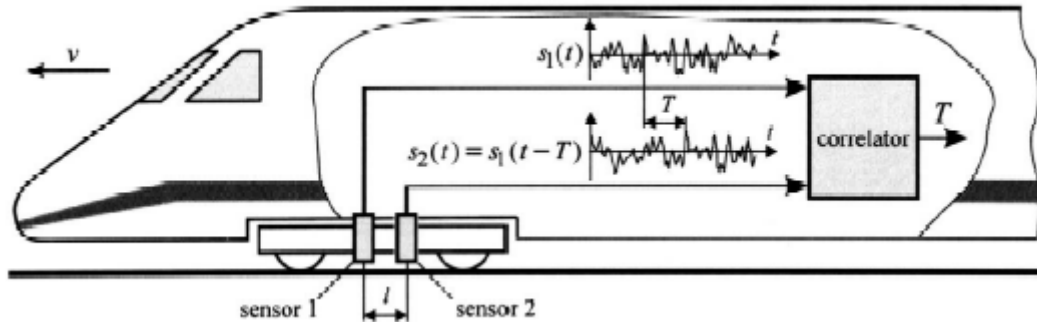 s₁(t)
t
v
T
T
correlator
t
s₂(t) = s₁(t − T)
sensor 1
l
sensor 2